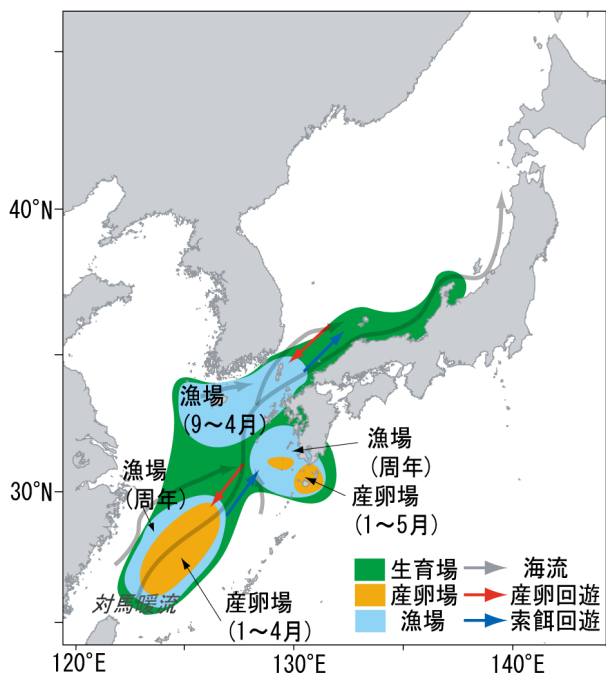 40°N
漁場
(9～4月)
漁場
(周年)
漁場
(周年)
30°N
産卵場
(1～5月)
対馬暖流
産卵場
(1～4月)
生育場
海流
産卵場
産卵回遊
漁場
索餌回遊
120°E
130°E
140°E